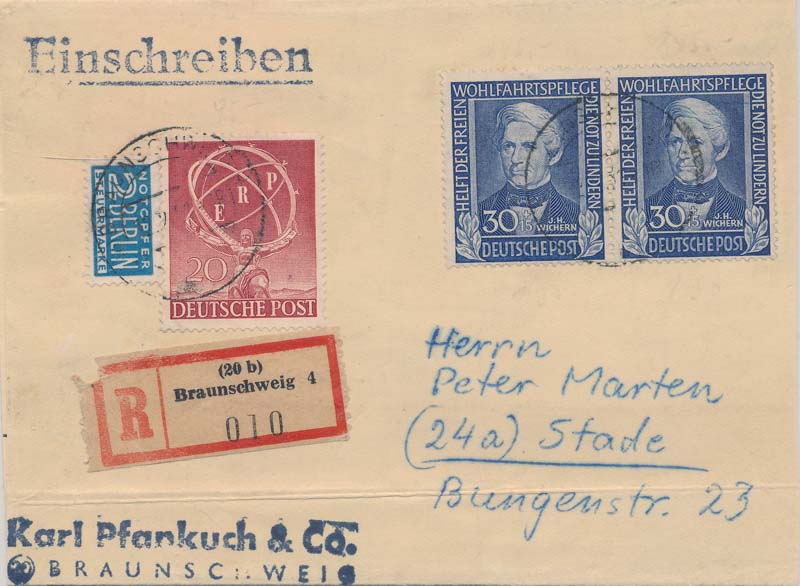 Einschreiben
HELFT DER FREIEN
WOHLFAHRTSPFLEGE
DIE NOT ZU LINDERN
30+15
J.H.
WICHERN
DEUTSCHE POST
HELFT DER FREIEN
WOHLFAHRTSPFLEGE
DIE NOT ZU LINDERN
30+15
J.H.
WICHERN
DEUTSCHE POST
NOTOPFER
2 BERLIN
STEUERMARKE
E R P
20
DEUTSCHE POST
R
(20 b)
Braunschweig 4
010
Herrn
Peter Marten
(24a) Stade
Bungenstr. 23
Karl Pfankuch & Co.
BRAUNSCHWEIG